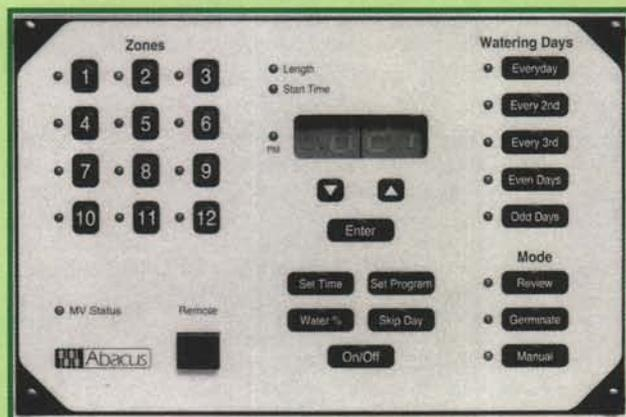 Zones
1 2 3
4 5 6
7 8 9
10 11 12
MV Status
Remote
Abacus
Length
Start Time
PM
Enter
Set Time Set Program
Water % Skip Day
On/Off
Watering Days
Everyday
Every 2nd
Every 3rd
Even Days
Odd Days
Mode
Review
Germinate
Manual